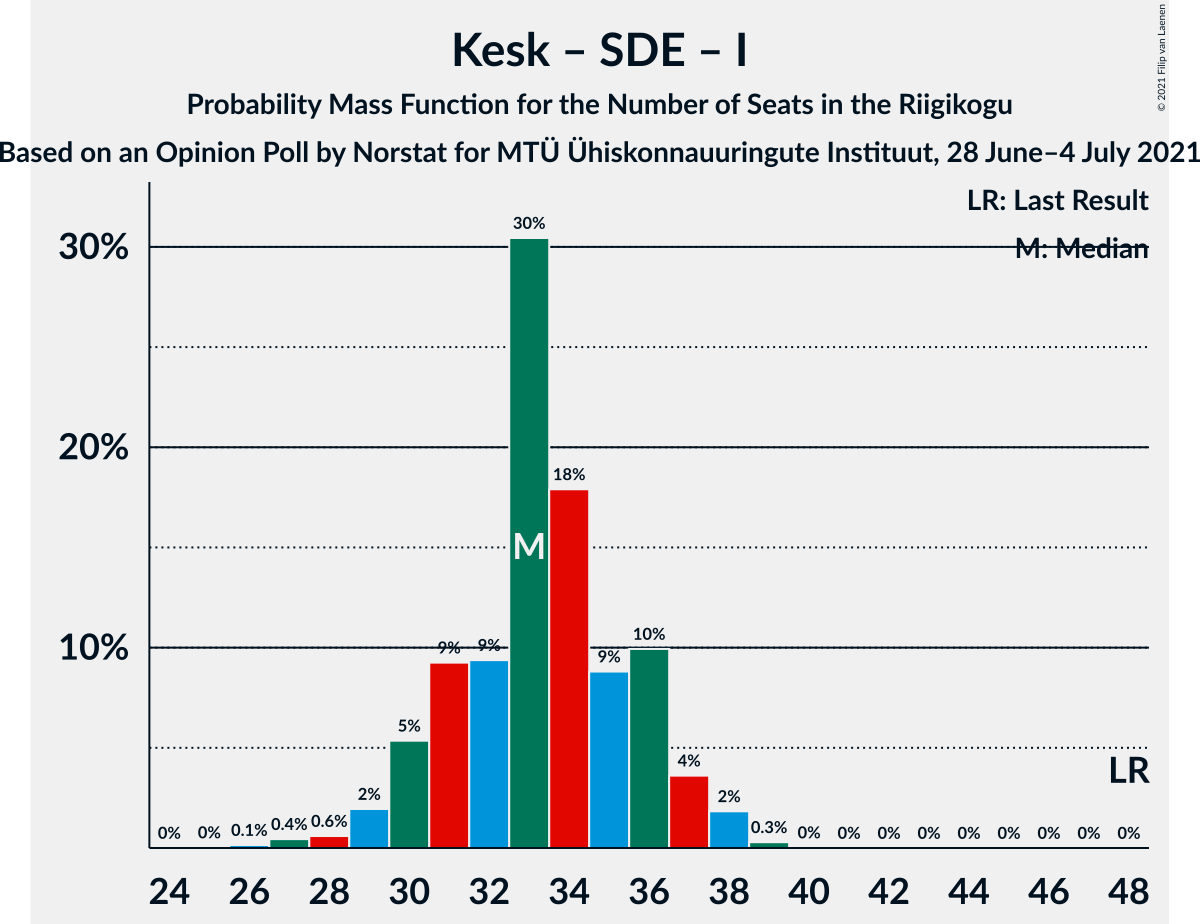 Kesk – SDE – I
Probability Mass Function for the Number of Seats in the Riigikogu
Based on an Opinion Poll by Norstat for MTÜ Ühiskonnauuringute Instituut, 28 June–4 July 2021
© 2021 Filip van Laenen
LR: Last Result
M: Median
30%
20%
10%
0% 0% 0.1% 0.4% 0.6% 2% 5% 9% 9% 30% 18% 9% 10% 4% 2% 0.3% 0% 0% 0% 0% 0% 0% 0% 0% 0%
M
LR
24 26 28 30 32 34 36 38 40 42 44 46 48